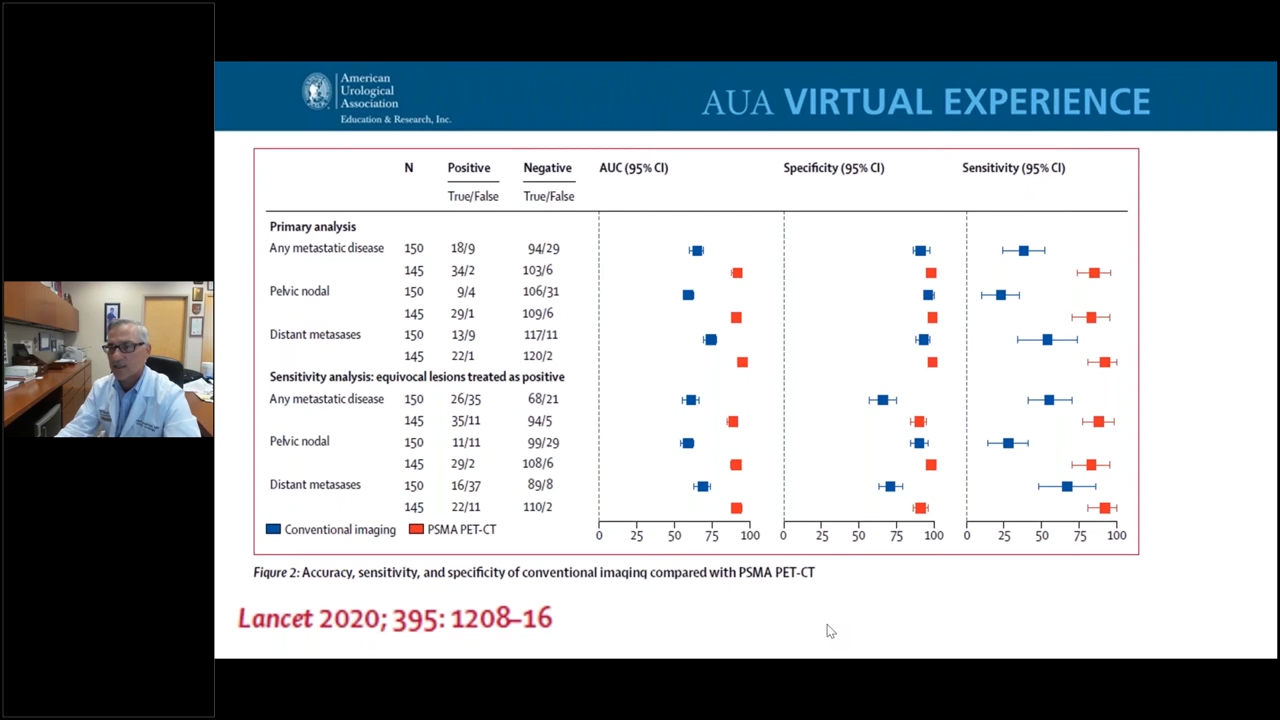 American
Urological
Association
Education & Research, Inc.
AUA VIRTUAL EXPERIENCE
N Positive Negative AUC (95% CI) Specificity (95% CI) Sensitivity (95% CI)
True/False True/False
Primary analysis
Any metastatic disease 150 18/9 94/29
145 34/2 103/6
Pelvic nodal 150 9/4 106/31
145 29/1 109/6
Distant metasases 150 13/9 117/11
145 22/1 120/2
Sensitivity analysis: equivocal lesions treated as positive
Any metastatic disease 150 26/35 68/21
145 35/11 94/5
Pelvic nodal 150 11/11 99/29
145 29/2 108/6
Distant metasases 150 16/37 89/8
145 22/11 110/2
Conventional imaging PSMA PET-CT
0 25 50 75 100 0 25 50 75 100 0 25 50 75 100
Figure 2: Accuracy, sensitivity, and specificity of conventional imaging compared with PSMA PET-CT
Lancet 2020; 395: 1208–16